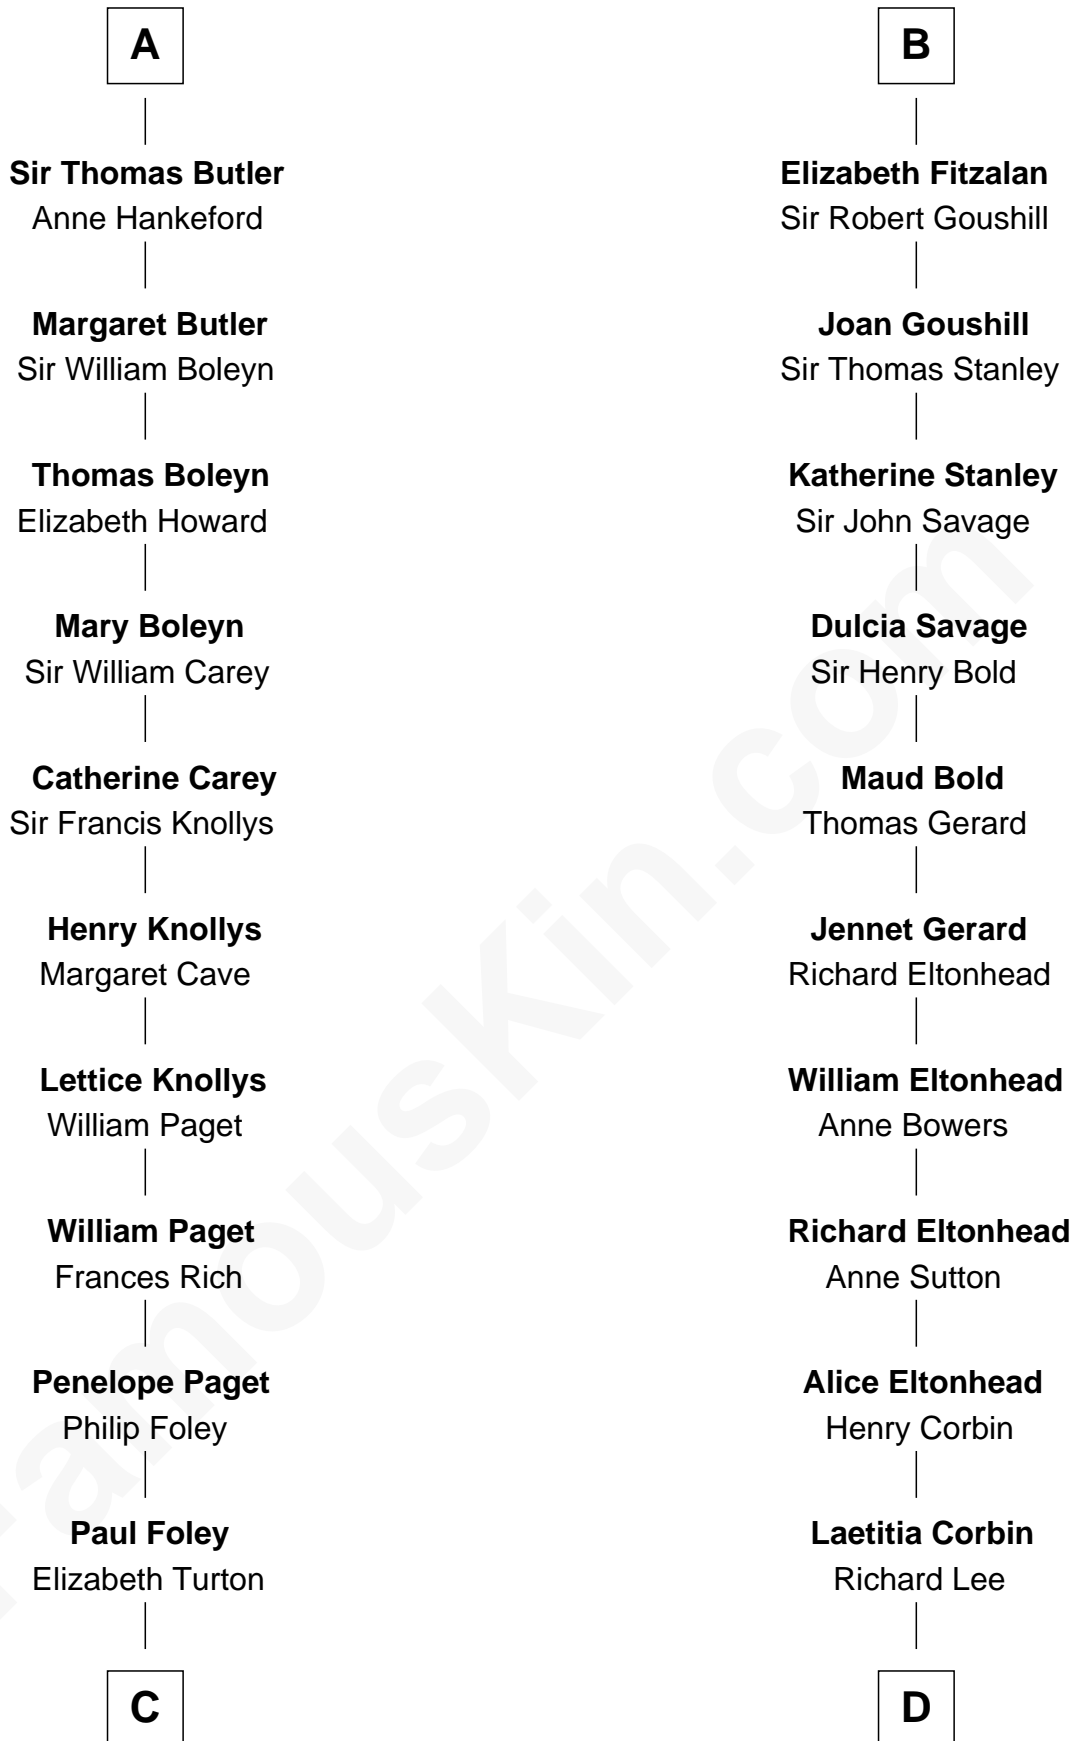 A
Sir Thomas Butler
Anne Hankeford
Margaret Butler
Sir William Boleyn
Thomas Boleyn
Elizabeth Howard
Mary Boleyn
Sir William Carey
Catherine Carey
Sir Francis Knollys
Henry Knollys
Margaret Cave
Lettice Knollys
William Paget
William Paget
Frances Rich
Penelope Paget
Philip Foley
Paul Foley
Elizabeth Turton
C
B
Elizabeth Fitzalan
Sir Robert Goushill
Joan Goushill
Sir Thomas Stanley
Katherine Stanley
Sir John Savage
Dulcia Savage
Sir Henry Bold
Maud Bold
Thomas Gerard
Jennet Gerard
Richard Eltonhead
William Eltonhead
Anne Bowers
Richard Eltonhead
Anne Sutton
Alice Eltonhead
Henry Corbin
Laetitia Corbin
Richard Lee
D
FamousKin.com